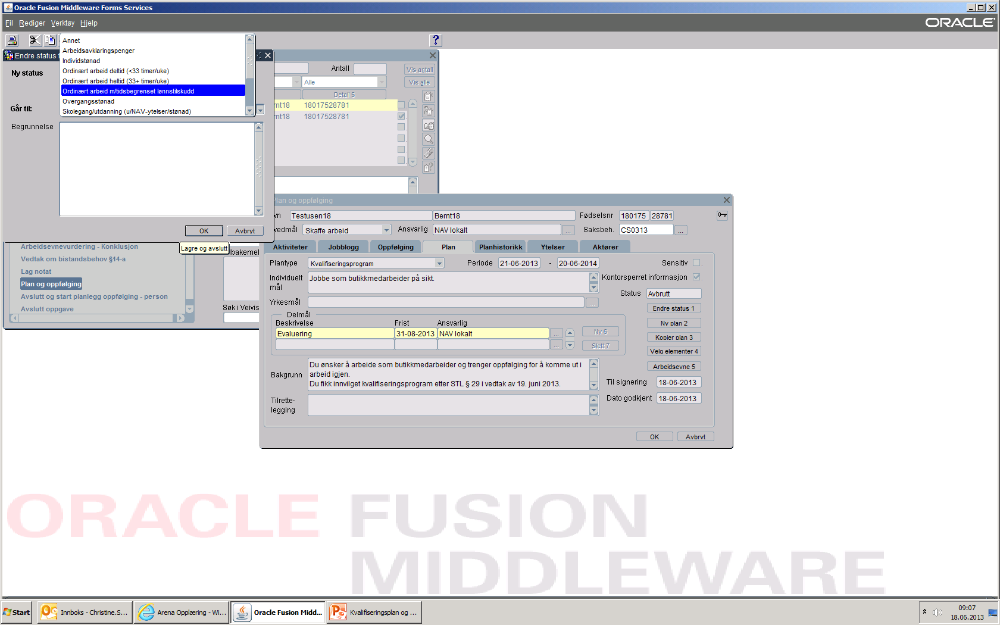 Oracle Fusion Middleware Forms Services
Fil Rediger Verktøy Hjelp
ORACLE
Endre status
Ny status
Går til:
Begrunnelse
Annet
Arbeidsavklaringspenger
Individstønad
Ordinært arbeid deltid (<33 timer/uke)
Ordinært arbeid heltid (33+ timer/uke)
Ordinært arbeid m/tidsbegrenset lønnstilskudd
Overgangsstønad
Skolegang/utdanning (u/NAV-ytelser/stønad)
OK Avbryt
Lagre og avslutt
Antall Vis antall
Alle Vis alle
Detalj 5
rnt18 18017528781
rnt18 18017528781
Arbeidsevnevurdering - Konklusjon
Vedtak om bistandsbehov §14-a
Lag notat
Plan og oppfølging
Avslutt og start planlegg oppfølging - person
Avslutt oppgave
lbakemel
Søk i Veivis
Plan og oppfølging
vn Testusen18 Bernt18 Fødselsnr 180175 28781
vedmål Skaffe arbeid Ansvarlig NAV lokalt ... Saksbeh. CS0313 ...
Aktiviteter Jobblogg Oppfølging Plan Planhistorikk Ytelser Aktører
Plantype Kvalifiseringsprogram Periode 21-06-2013 - 20-06-2014 Sensitiv
Individuelt mål Jobbe som butikkmedarbeider på sikt. Kontorsperret informasjon
Status Avbrutt
Yrkesmål ...
Endre status 1
Ny plan 2
Kopier plan 3
Velg elementer 4
Arbeidsevne 5
Delmål
Beskrivelse Frist Ansvarlig
Evaluering 31-08-2013 NAV lokalt ... Ny 6
... Slett 7
Bakgrunn
Du ønsker å arbeide som butikkmedarbeider og trenger oppfølging for å komme ut i
arbeid igjen.
Du fikk innvilget kvalifiseringsprogram etter STL § 29 i vedtak av 19. juni 2013.
Til signering 18-06-2013
Dato godkjent 18-06-2013
Tilrette-
legging
OK Avbryt
ORACLE FUSION
MIDDLEWARE
Start Innboks - Christine.S... Arena Opplæring - Wi... Oracle Fusion Midd... Kvalifiseringsplan og ...
09:07
18.06.2013